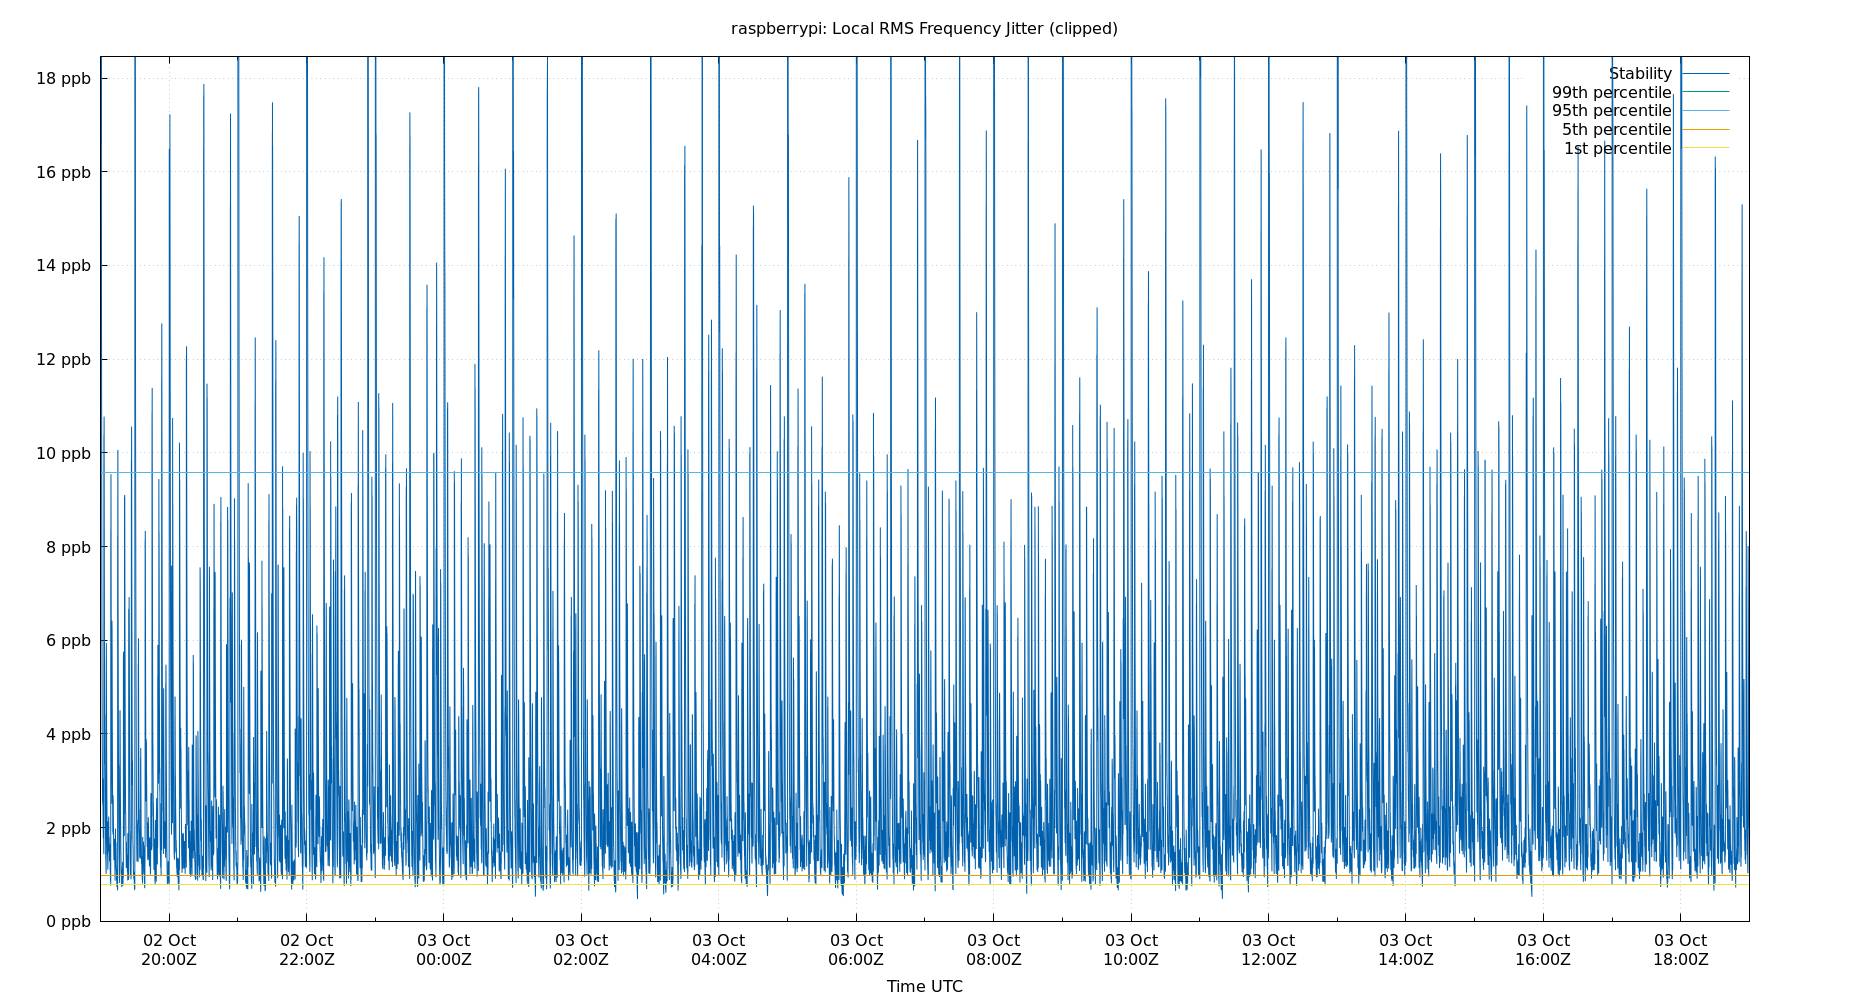 raspberrypi: Local RMS Frequency Jitter (clipped)
18 ppb
16 ppb
14 ppb
12 ppb
10 ppb
8 ppb
6 ppb
4 ppb
2 ppb
0 ppb
Stability
99th percentile
95th percentile
5th percentile
1st percentile
02 Oct
20:00Z
02 Oct
22:00Z
03 Oct
00:00Z
03 Oct
02:00Z
03 Oct
04:00Z
03 Oct
06:00Z
03 Oct
08:00Z
03 Oct
10:00Z
03 Oct
12:00Z
03 Oct
14:00Z
03 Oct
16:00Z
03 Oct
18:00Z
Time UTC